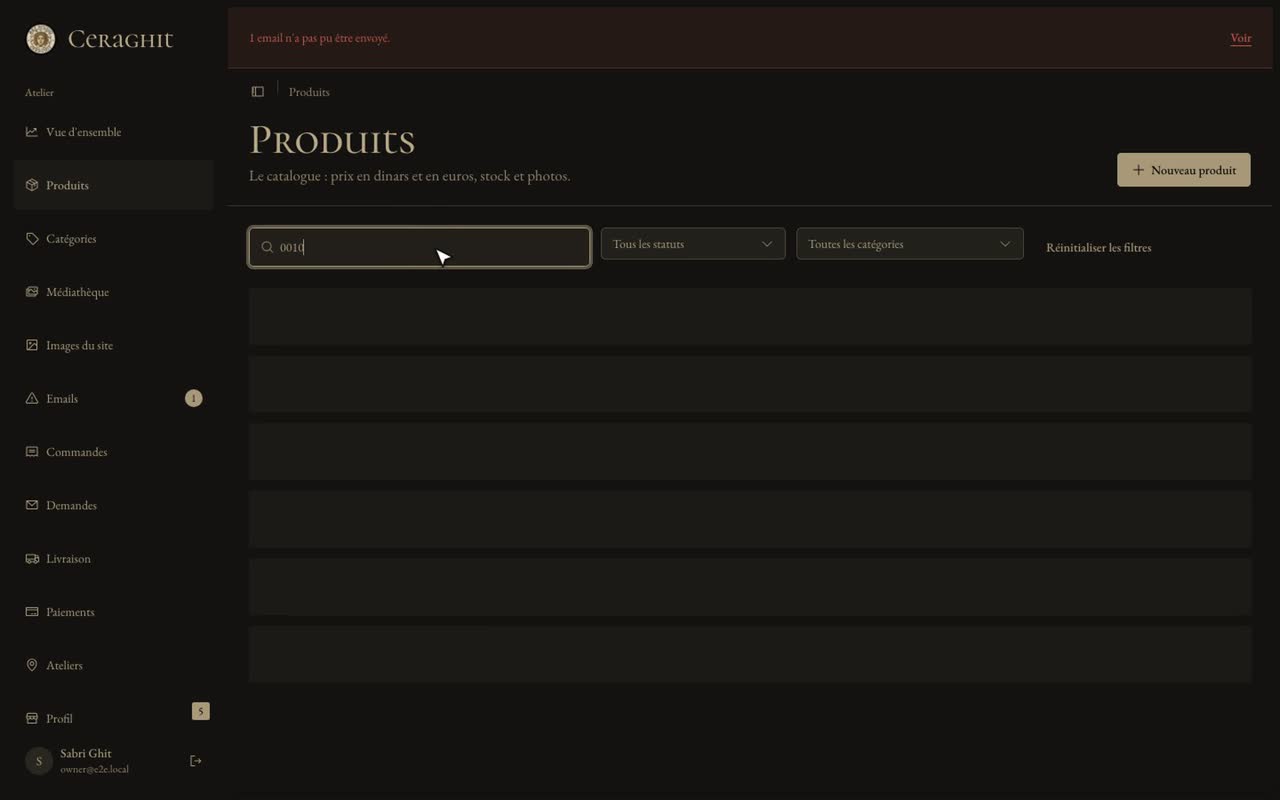 Ceraghit
Atelier
Vue d'ensemble
Produits
Catégories
Médiathèque
Images du site
Emails 1
Commandes
Demandes
Livraison
Paiements
Ateliers
Profil 5
S Sabri Ghit
owner@e2e.local
1 email n'a pas pu être envoyé. Voir
Produits
Produits
Le catalogue : prix en dinars et en euros, stock et photos.
Nouveau produit
0010 Tous les statuts Toutes les catégories Réinitialiser les filtres